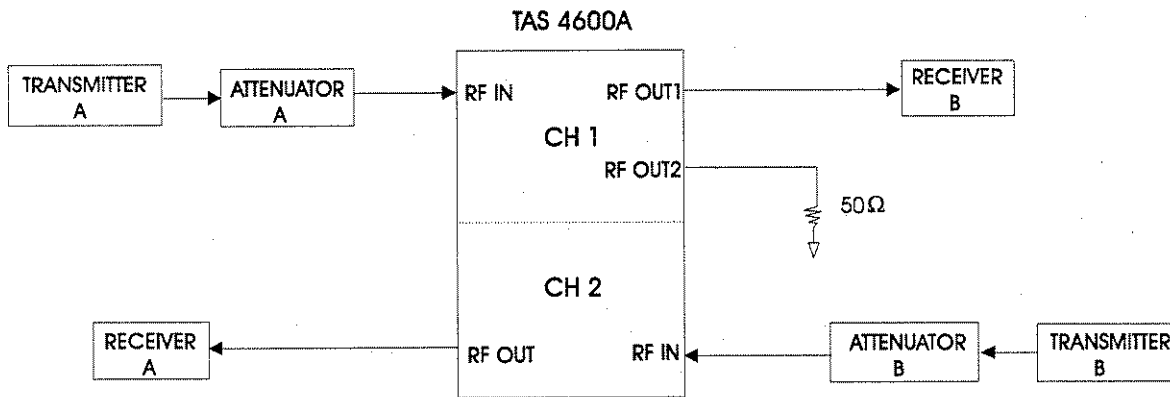 TAS 4600A
TRANSMITTER
A
ATTENUATOR
A
RF IN
RF OUT1
RECEIVER
B
CH 1
RF OUT2
50Ω
CH 2
RECEIVER
A
RF OUT
RF IN
ATTENUATOR
B
TRANSMITTER
B